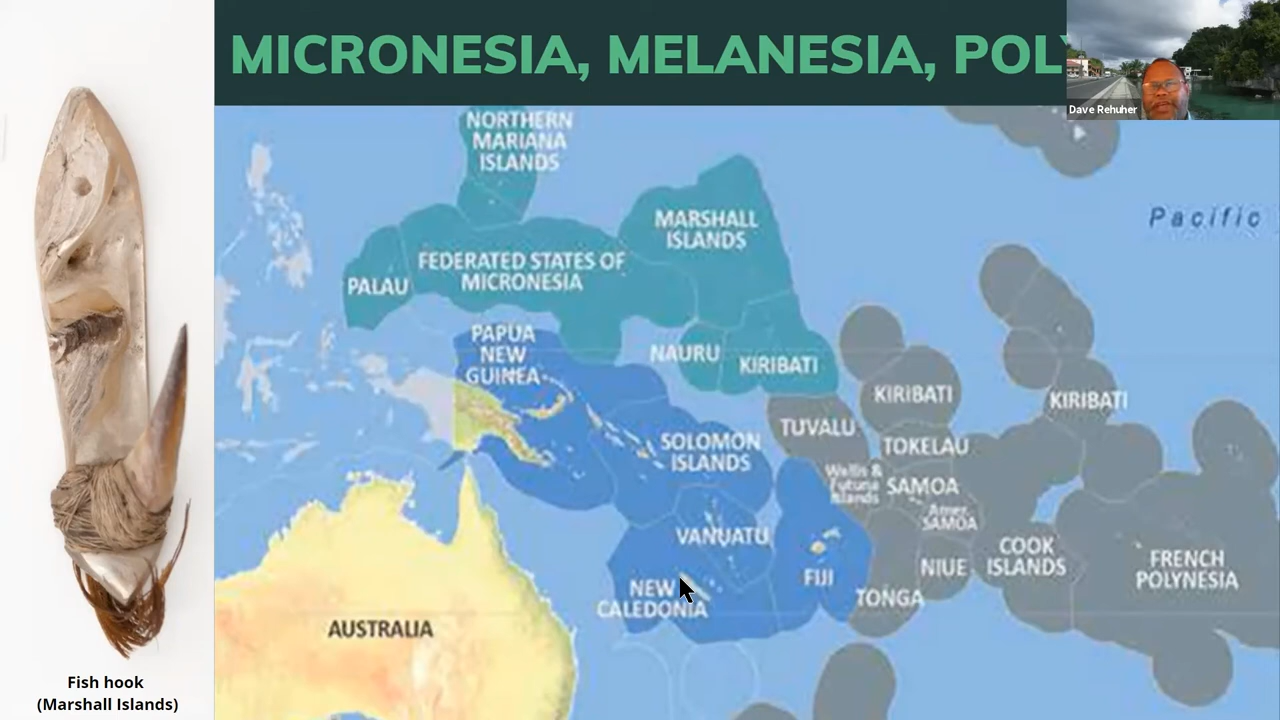 MICRONESIA, MELANESIA, POLY
Dave Rehuher
NORTHERN
MARIANA
ISLANDS
Pacific
MARSHALL
ISLANDS
FEDERATED STATES OF
MICRONESIA
PALAU
PAPUA
NEW
GUINEA
NAURU
KIRIBATI
KIRIBATI
KIRIBATI
TUVALU
TOKELAU
SOLOMON
ISLANDS
Wallis &
Futuna
Islands
SAMOA
Amer.
SAMOA
VANUATU
COOK
ISLANDS
FRENCH
POLYNESIA
NIUE
FIJI
TONGA
NEW
CALEDONIA
AUSTRALIA
Fish hook
(Marshall Islands)